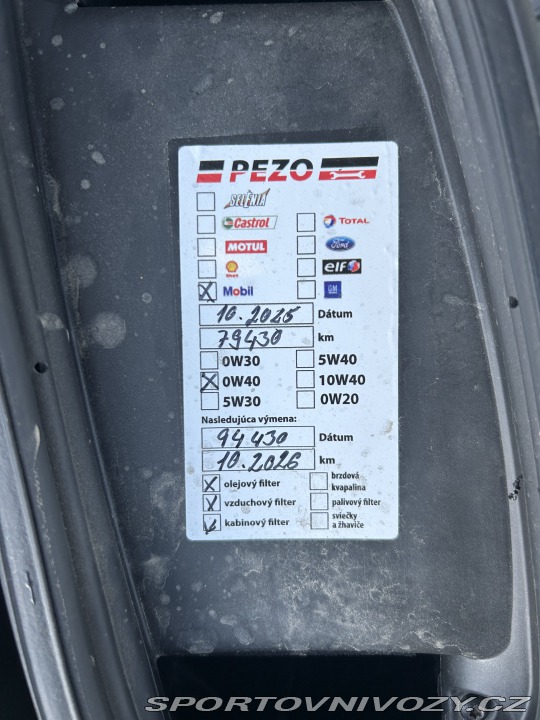 PEZO
SELÈNIA
Castrol TOTAL
MOTUL Ford
Shell elf
Mobil GM
10.2025 Dátum
79430 km
0W30 5W40
0W40 10W40
5W30 0W20
Nasledujúca výmena:
94430 Dátum
10.2026 km
olejový filter brzdová kvapalina
vzduchový filter palivový filter
kabinový filter sviečky a žhaviče
SPORTOVNIVOZY.CZ